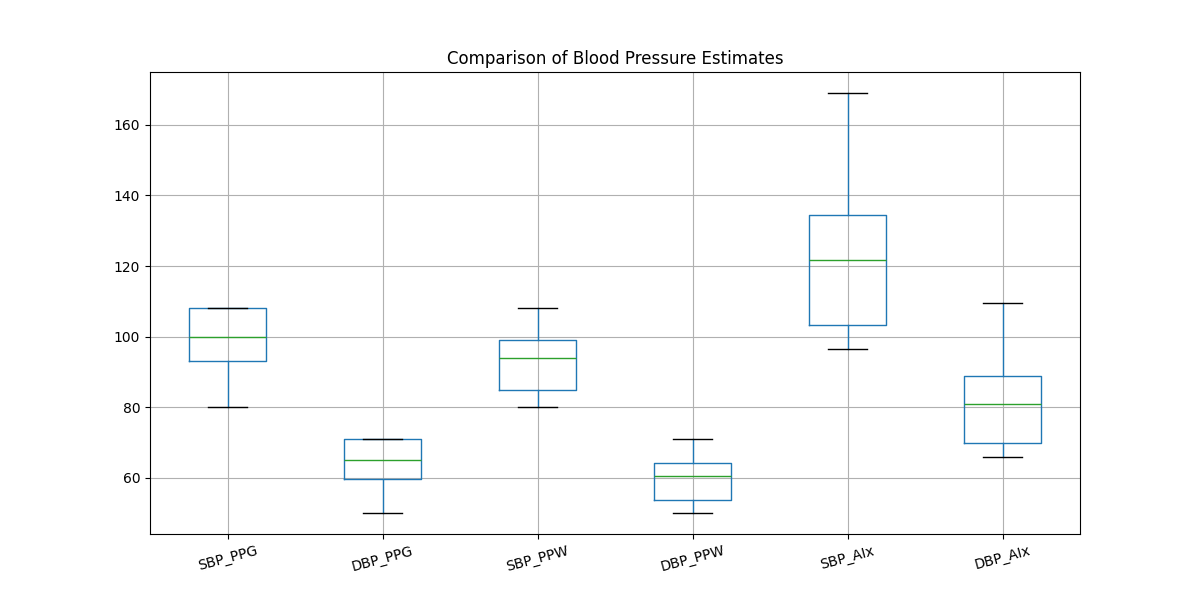 Comparison of Blood Pressure Estimates
160
140
120
100
80
60
SBP_PPG
DBP_PPG
SBP_PPW
DBP_PPW
SBP_AIx
DBP_AIx